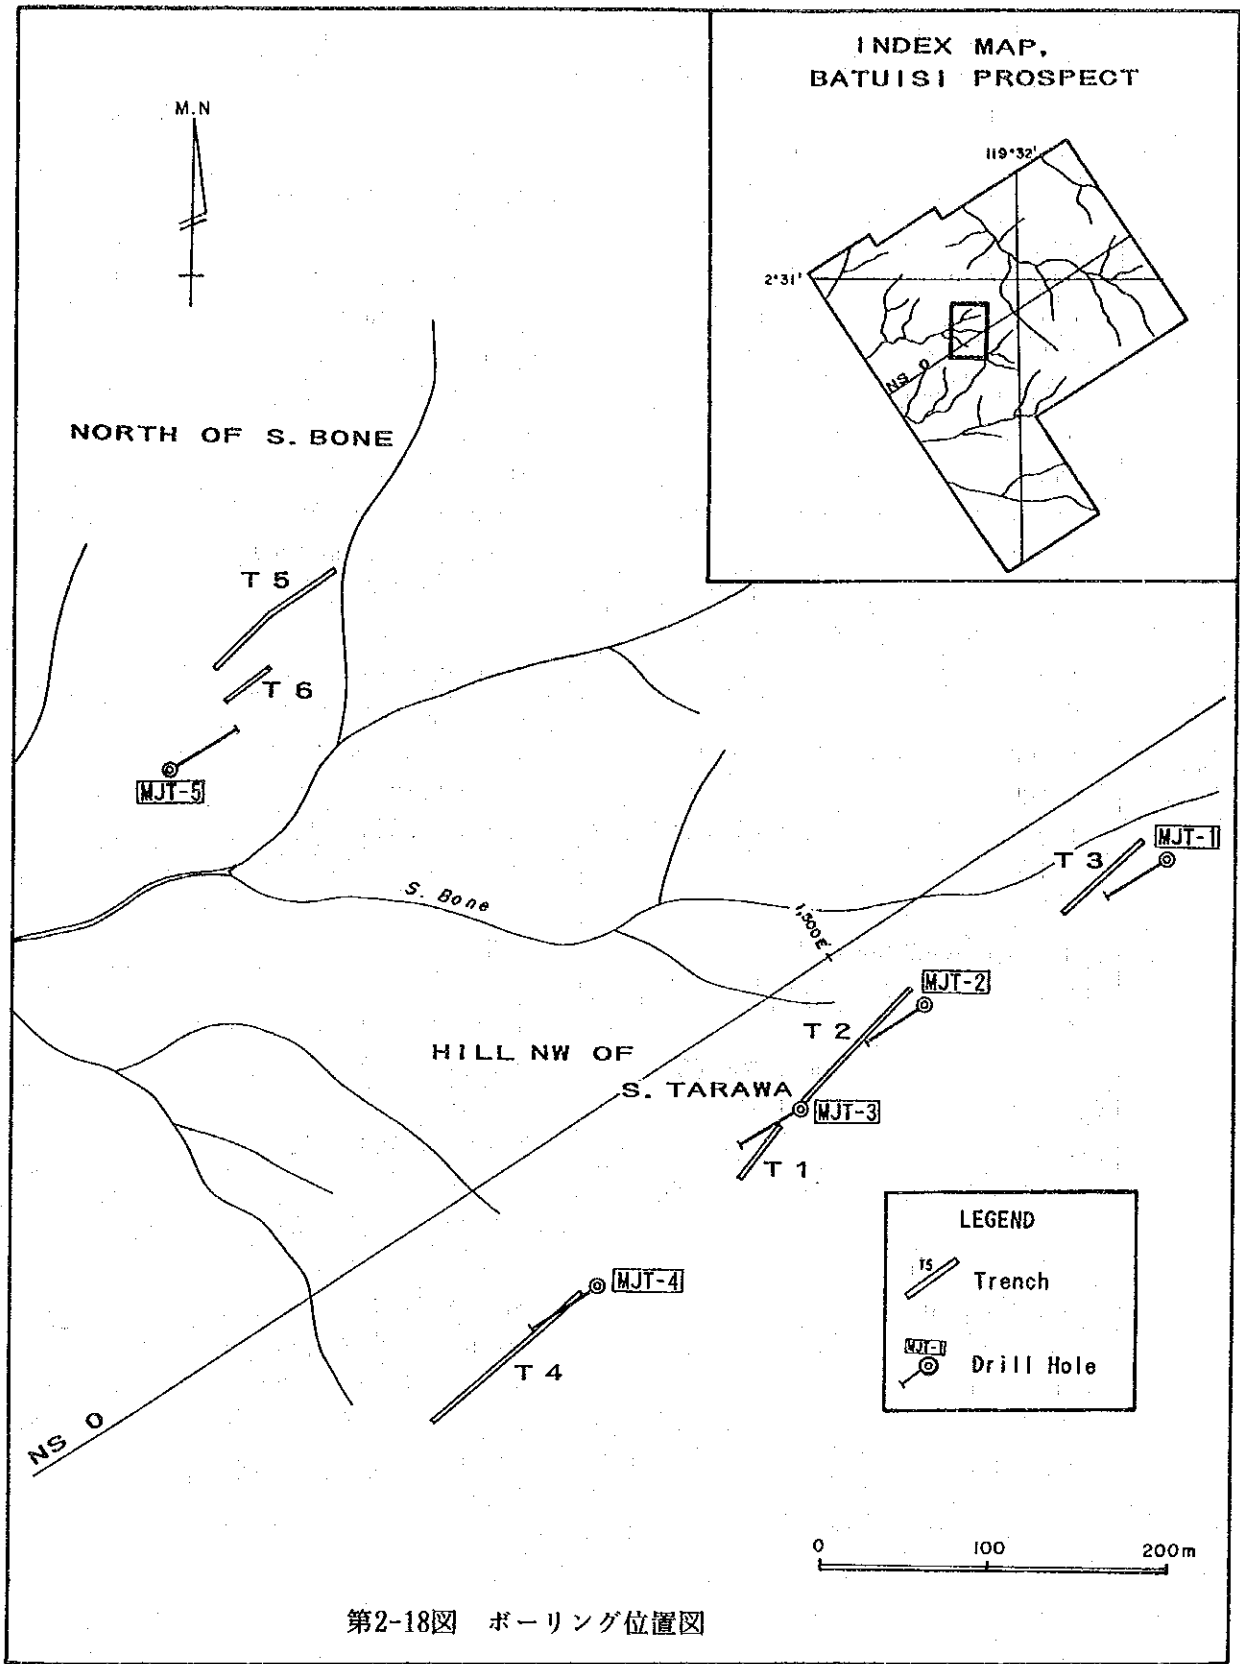 INDEX MAP,
BATUISI PROSPECT
119°32'
2°31'
NS 0
M.N
NORTH OF S. BONE
T 5
T 6
MJT-5
S. Bone
1,300E
T 3
MJT-1
MJT-2
T 2
HILL NW OF
S. TARAWA
MJT-3
T 1
MJT-4
T 4
NS 0
LEGEND
T5
Trench
MJT-1
Drill Hole
0 100 200m
第2-18図 ボーリング位置図